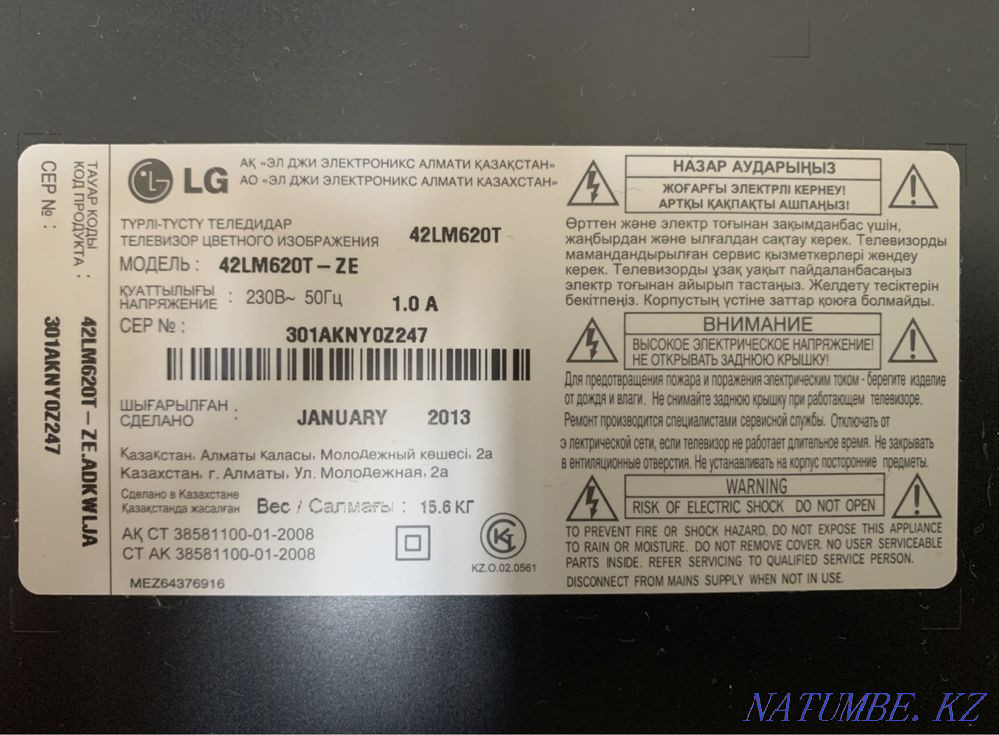 ТАУАР КОДЫ
КОД ПРОДУКТА : 42LM620T-ZE.ADKWLJA
СЕР № : 301AKNY0Z247
LG
АҚ «ЭЛ ДЖИ ЭЛЕКТРОНИКС АЛМАТИ ҚАЗАҚСТАН»
АО «ЭЛ ДЖИ ЭЛЕКТРОНИКС АЛМАТИ КАЗАХСТАН»
ТҮРЛІ-ТҮСТҮ ТЕЛЕДИДАР
ТЕЛЕВИЗОР ЦВЕТНОГО ИЗОБРАЖЕНИЯ 42LM620T
МОДЕЛЬ : 42LM620T-ZE
ҚУАТТЫЛЫҒЫ
НАПРЯЖЕНИЕ : 230В~ 50Гц 1.0 А
СЕР № : 301AKNY0Z247
ШЫҒАРЫЛҒАН
СДЕЛАНО : JANUARY 2013
Казакстан, Алматы каласы, Молодежный көшесі, 2а
Казахстан, г. Алматы, Ул. Молодежная, 2а
Сделано в Казахстане
Қазақстанда жасалған
Вес / Салмағы : 15.6 КГ
АҚ СТ 38581100-01-2008
СТ АК 38581100-01-2008
KZ.O.02.0561
MEZ64376916
НАЗАР АУДАРЫҢЫЗ
ЖОҒАРҒЫ ЭЛЕКТРЛІ КЕРНЕУ!
АРТҚЫ ҚАҚПАҚТЫ АШПАҢЫЗ!
Өрттен және электр тоғынан зақымданбас үшін,
жаңбырдан және ылғалдан сақтау керек. Телевизорды
мамандандырылған сервис қызметкерлері жөндеу
керек. Телевизорды ұзақ уақыт пайдаланбасаңыз
электр тоғынан айырып тастаңыз. Желдету тесіктерін
бекітпеңіз. Корпустың үстіне заттар қоюға болмайды.
ВНИМАНИЕ
ВЫСОКОЕ ЭЛЕКТРИЧЕСКОЕ НАПРЯЖЕНИЕ!
НЕ ОТКРЫВАТЬ ЗАДНЮЮ КРЫШКУ!
Для предотвращения пожара и поражения электрическим током - берегите изделие
от дождя и влаги. Не снимайте заднюю крышку при работающем телевизоре.
Ремонт производится специалистами сервисной службы. Отключать от
э лектрической сети, если телевизор не работает длительное время. Не закрывать
в ентиляционные отверстия. Не устанавливать на корпус посторонние предметы.
WARNING
RISK OF ELECTRIC SHOCK DO NOT OPEN
TO PREVENT FIRE OR SHOCK HAZARD, DO NOT EXPOSE THIS APPLIANCE
TO RAIN OR MOISTURE. DO NOT REMOVE COVER. NO USER SERVICEABLE
PARTS INSIDE. REFER SERVICING TO QUALIFIED SERVICE PERSON.
DISCONNECT FROM MAINS SUPPLY WHEN NOT IN USE.
NATUMBE.KZ